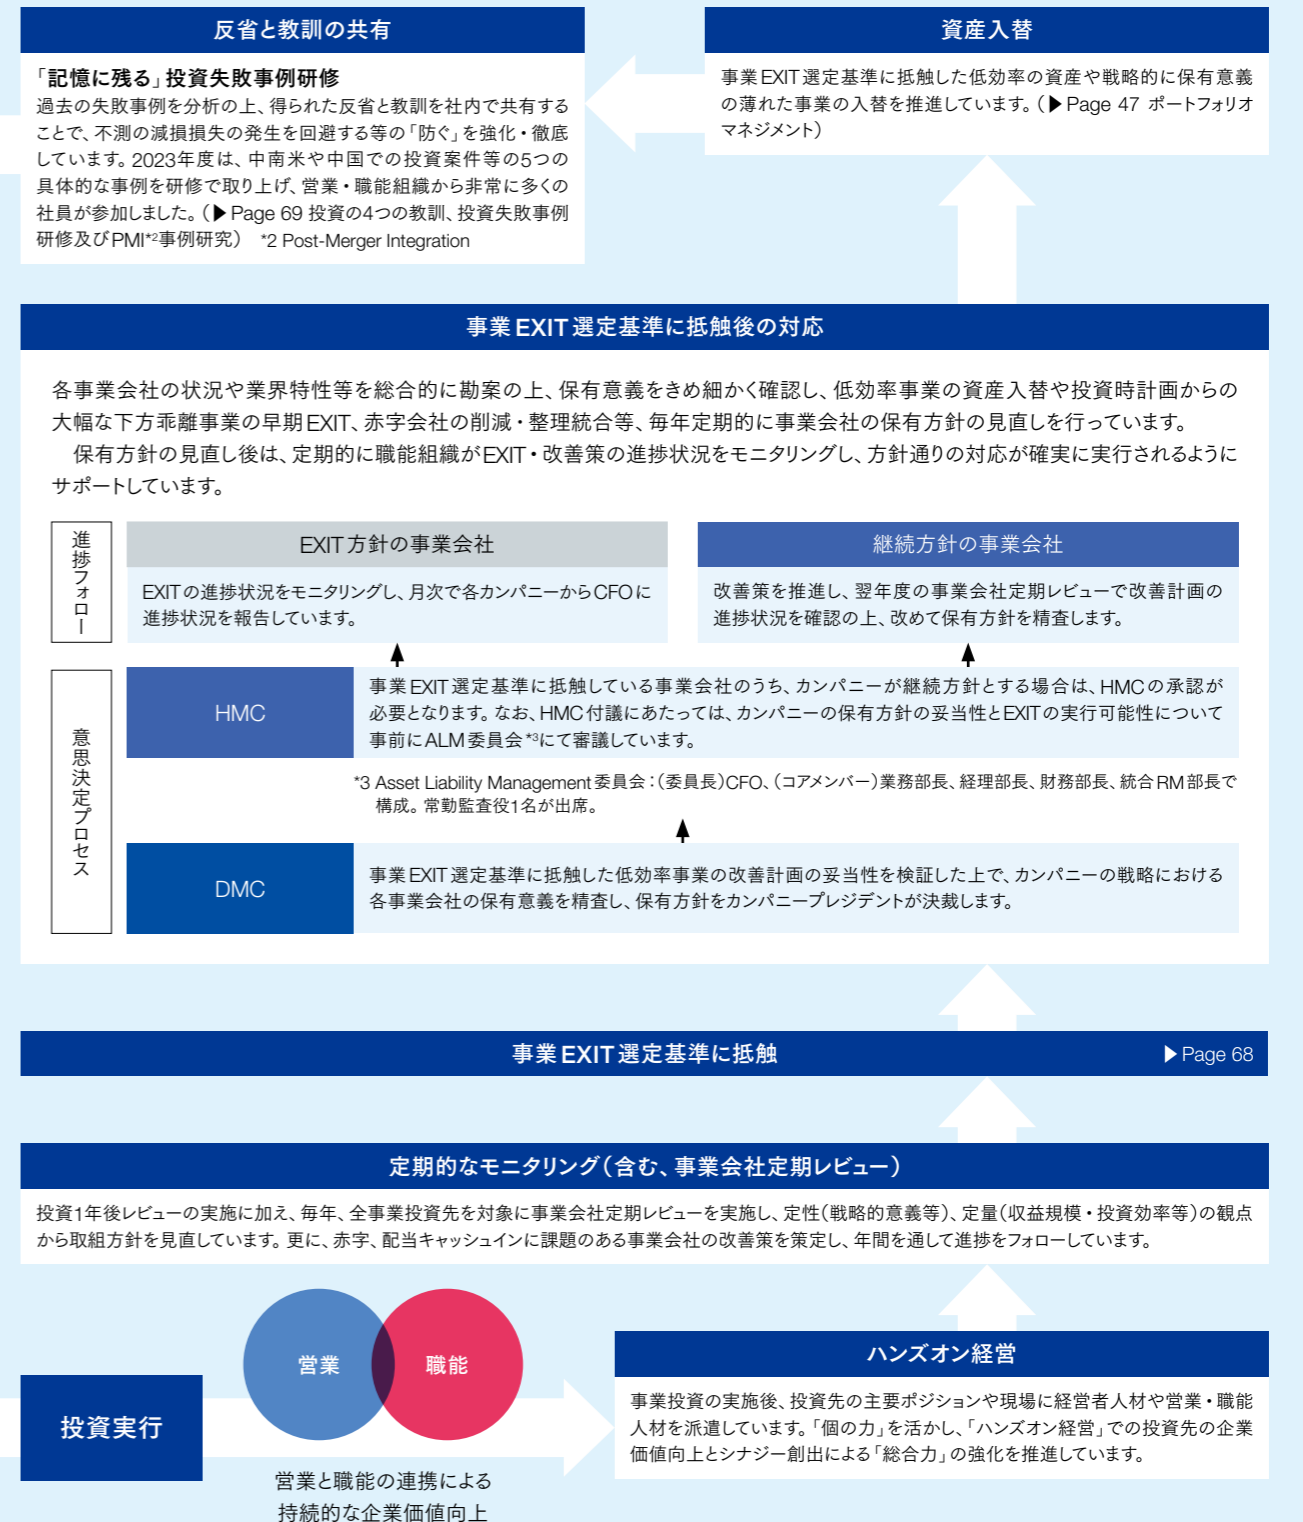 反省と教訓の共有
「記憶に残る」投資失敗事例研修
過去の失敗事例を分析の上、得られた反省と教訓を社内で共有する
ことで、不測の減損損失の発生を回避する等の「防ぐ」を強化・徹底
しています。2023年度は、中南米や中国での投資案件等の5つの
具体的な事例を研修で取り上げ、営業・職能組織から非常に多くの
社員が参加しました。（▶Page 69 投資の4つの教訓、投資失敗事例
研修及びPMI*2事例研究） *2 Post-Merger Integration
資産入替
事業EXIT選定基準に抵触した低効率の資産や戦略的に保有意義
の薄れた事業の入替を推進しています。（▶Page 47 ポートフォリオ
マネジメント）
事業EXIT選定基準に抵触後の対応
各事業会社の状況や業界特性等を総合的に勘案の上、保有意義をきめ細かく確認し、低効率事業の資産入替や投資時計画からの
大幅な下方乖離事業の早期EXIT、赤字会社の削減・整理統合等、毎年定期的に事業会社の保有方針の見直しを行っています。
保有方針の見直し後は、定期的に職能組織がEXIT・改善策の進捗状況をモニタリングし、方針通りの対応が確実に実行されるように
サポートしています。
進捗フォロー
EXIT方針の事業会社
EXITの進捗状況をモニタリングし、月次で各カンパニーからCFOに
進捗状況を報告しています。
継続方針の事業会社
改善策を推進し、翌年度の事業会社定期レビューで改善計画の
進捗状況を確認の上、改めて保有方針を精査します。
意思決定プロセス
HMC
事業EXIT選定基準に抵触している事業会社のうち、カンパニーが継続方針とする場合は、HMCの承認が
必要となります。なお、HMC付議にあたっては、カンパニーの保有方針の妥当性とEXITの実行可能性について
事前にALM委員会*3にて審議しています。
*3 Asset Liability Management委員会：（委員長）CFO、（コアメンバー）業務部長、経理部長、財務部長、統合RM部長で
構成。常勤監査役1名が出席。
DMC
事業EXIT選定基準に抵触した低効率事業の改善計画の妥当性を検証した上で、カンパニーの戦略における
各事業会社の保有意義を精査し、保有方針をカンパニープレジデントが決裁します。
事業EXIT選定基準に抵触
▶Page 68
定期的なモニタリング（含む、事業会社定期レビュー）
投資1年後レビューの実施に加え、毎年、全事業投資先を対象に事業会社定期レビューを実施し、定性（戦略的意義等）、定量（収益規模・投資効率等）の観点
から取組方針を見直しています。更に、赤字、配当キャッシュインに課題のある事業会社の改善策を策定し、年間を通して進捗をフォローしています。
投資実行
営業
職能
営業と職能の連携による
持続的な企業価値向上
ハンズオン経営
事業投資の実施後、投資先の主要ポジションや現場に経営者人材や営業・職能
人材を派遣しています。「個の力」を活かし、「ハンズオン経営」での投資先の企業
価値向上とシナジー創出による「総合力」の強化を推進しています。